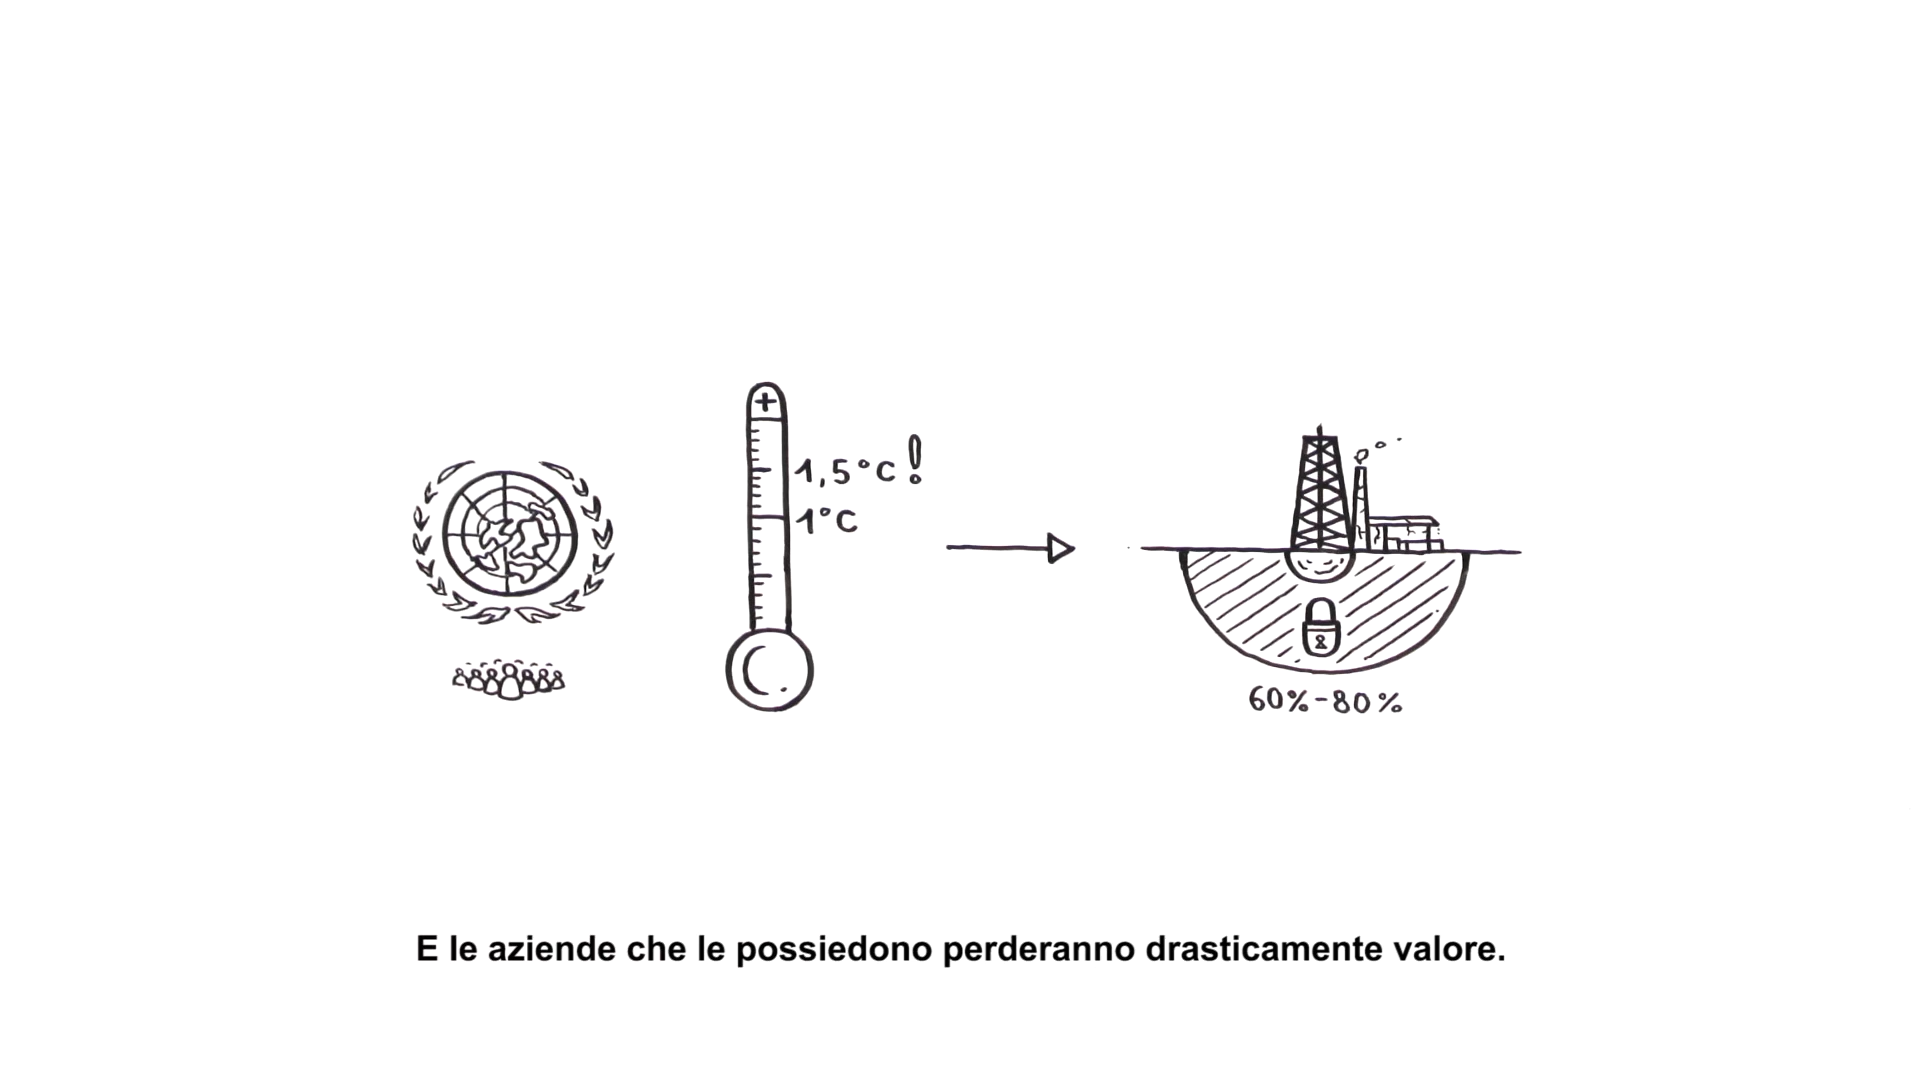 1,5°C!
1°C
60%-80%
E le aziende che le possiedono perderanno drasticamente valore.